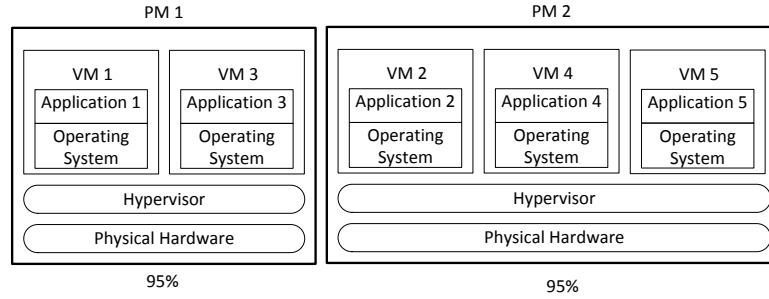 PM 1
PM 2
VM 1
VM 3
VM 2
VM 4
VM 5
Application 1
Application 3
Application 2
Application 4
Application 5
Operating
System
Operating
System
Operating
System
Operating
System
Operating
System
Hypervisor
Hypervisor
Physical Hardware
Physical Hardware
95%
95%